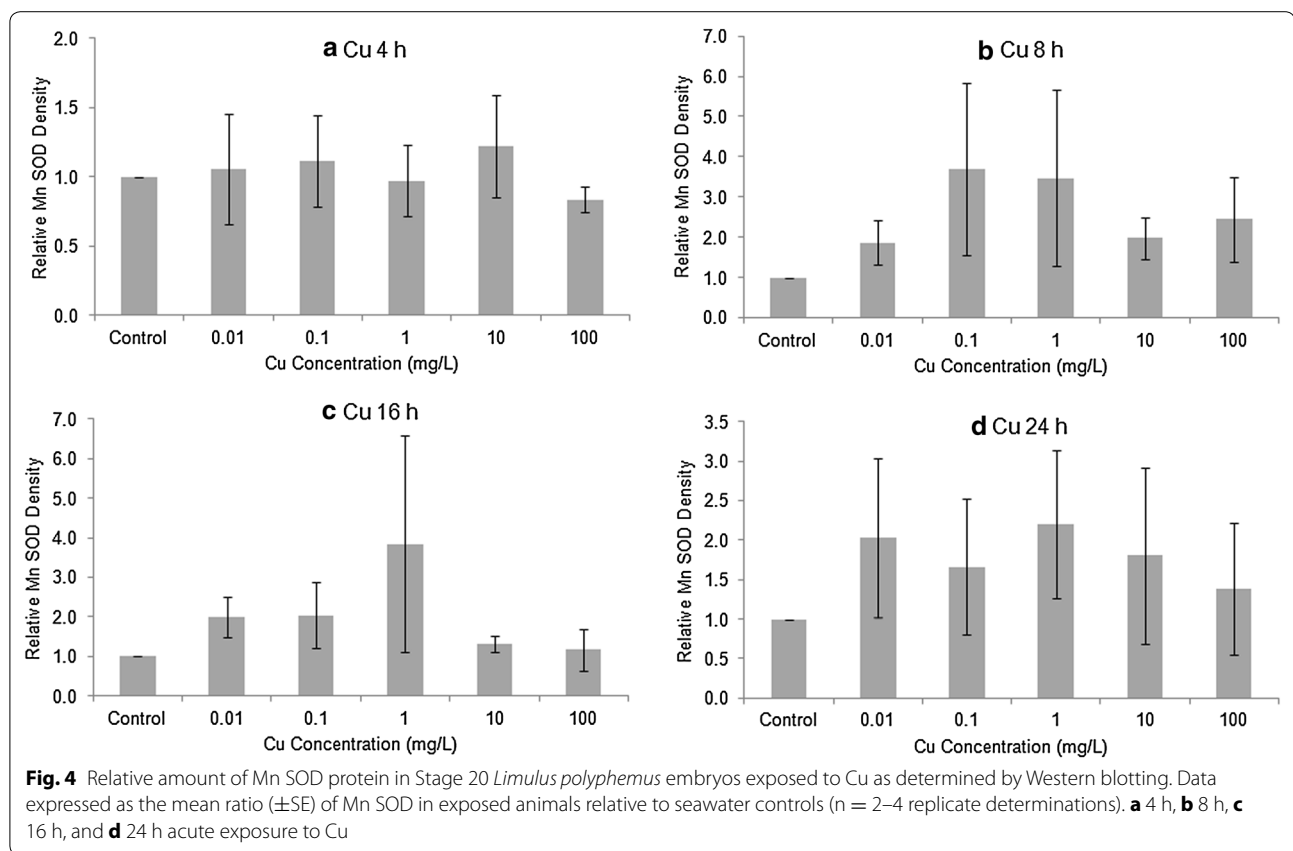 a Cu 4 h
Relative Mn SOD Density
2.0
1.5
1.0
0.5
0.0
Control 0.01 0.1 1 10 100
Cu Concentration (mg/L)
b Cu 8 h
Relative Mn SOD Density
7.0
6.0
5.0
4.0
3.0
2.0
1.0
0.0
Control 0.01 0.1 1 10 100
Cu Concentration (mg/L)
c Cu 16 h
Relative Mn SOD Density
7.0
6.0
5.0
4.0
3.0
2.0
1.0
0.0
Control 0.01 0.1 1 10 100
Cu Concentration (mg/L)
d Cu 24 h
Relative Mn SOD Density
3.5
3.0
2.5
2.0
1.5
1.0
0.5
0.0
Control 0.01 0.1 1 10 100
Cu Concentration (mg/L)
Fig. 4 Relative amount of Mn SOD protein in Stage 20 Limulus polyphemus embryos exposed to Cu as determined by Western blotting. Data
expressed as the mean ratio (±SE) of Mn SOD in exposed animals relative to seawater controls (n = 2–4 replicate determinations). a 4 h, b 8 h, c
16 h, and d 24 h acute exposure to Cu